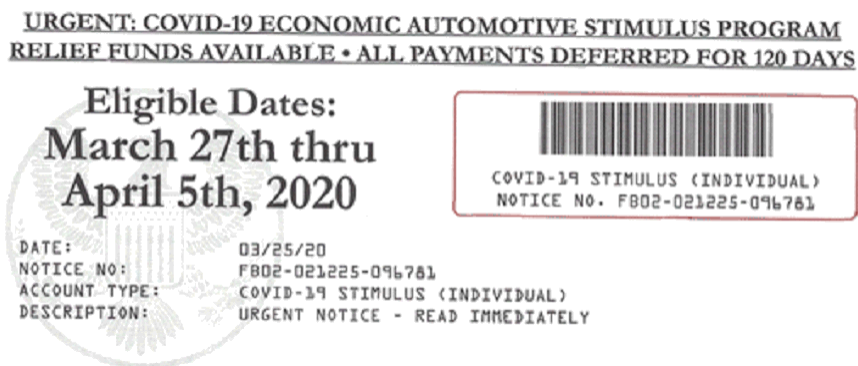 URGENT: COVID-19 ECONOMIC AUTOMOTIVE STIMULUS PROGRAM
RELIEF FUNDS AVAILABLE • ALL PAYMENTS DEFERRED FOR 120 DAYS
Eligible Dates:
March 27th thru
April 5th, 2020
COVID-19 STIMULUS (INDIVIDUAL)
NOTICE NO. FB02-021225-096781
DATE: 03/25/20
NOTICE NO: FB02-021225-096781
ACCOUNT TYPE: COVID-19 STIMULUS (INDIVIDUAL)
DESCRIPTION: URGENT NOTICE - READ IMMEDIATELY